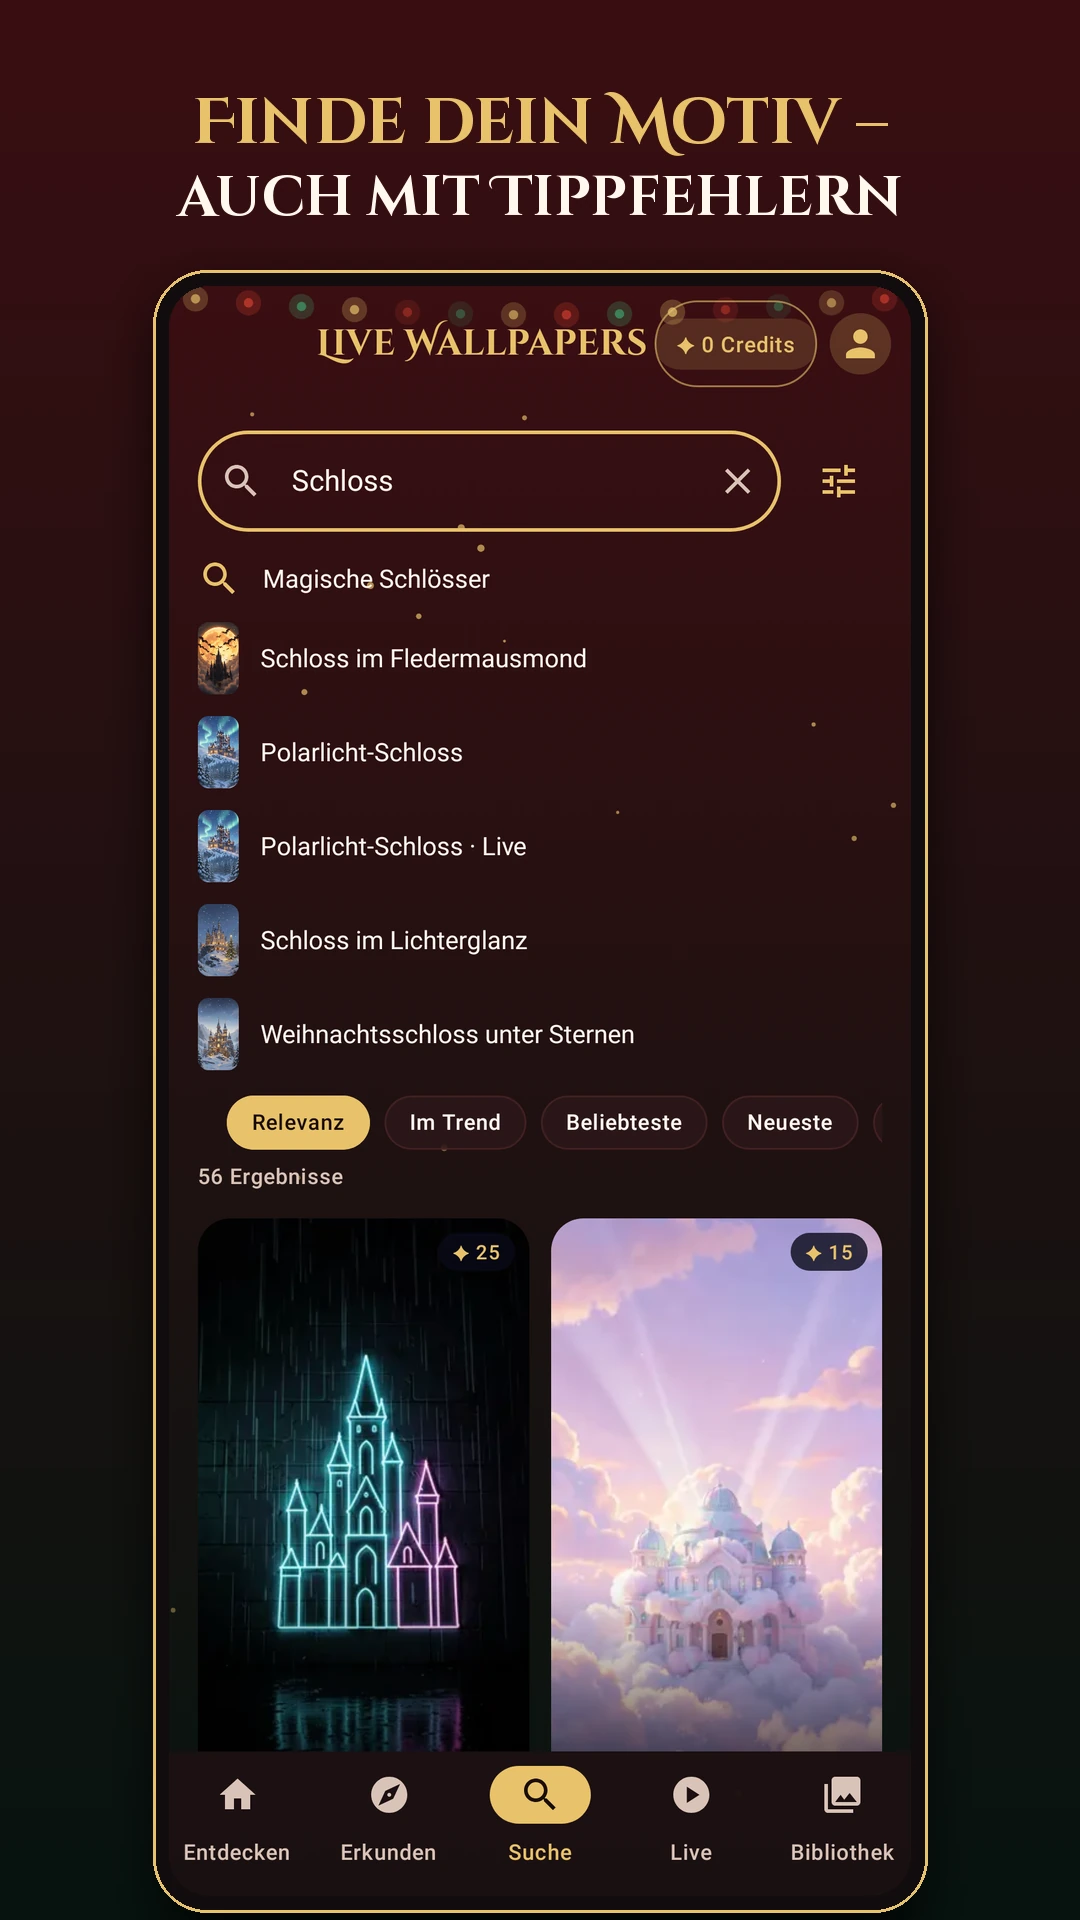 Finde dein Motiv –
auch mit Tippfehlern
Live Wallpapers
0 Credits
Schloss
Magische Schlösser
Schloss im Fledermausmond
Polarlicht-Schloss
Polarlicht-Schloss · Live
Schloss im Lichterglanz
Weihnachtsschloss unter Sternen
Relevanz Im Trend Beliebteste Neueste
56 Ergebnisse
25 15
Entdecken Erkunden Suche Live Bibliothek